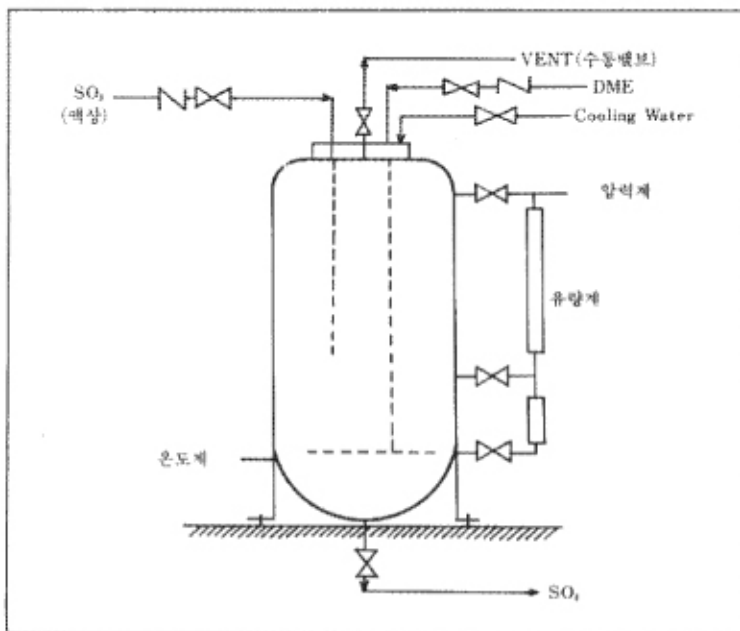 VENT(수동밸브)
SO₃
(액상)
DME
Cooling Water
압력계
유량계
온도계
SO₃